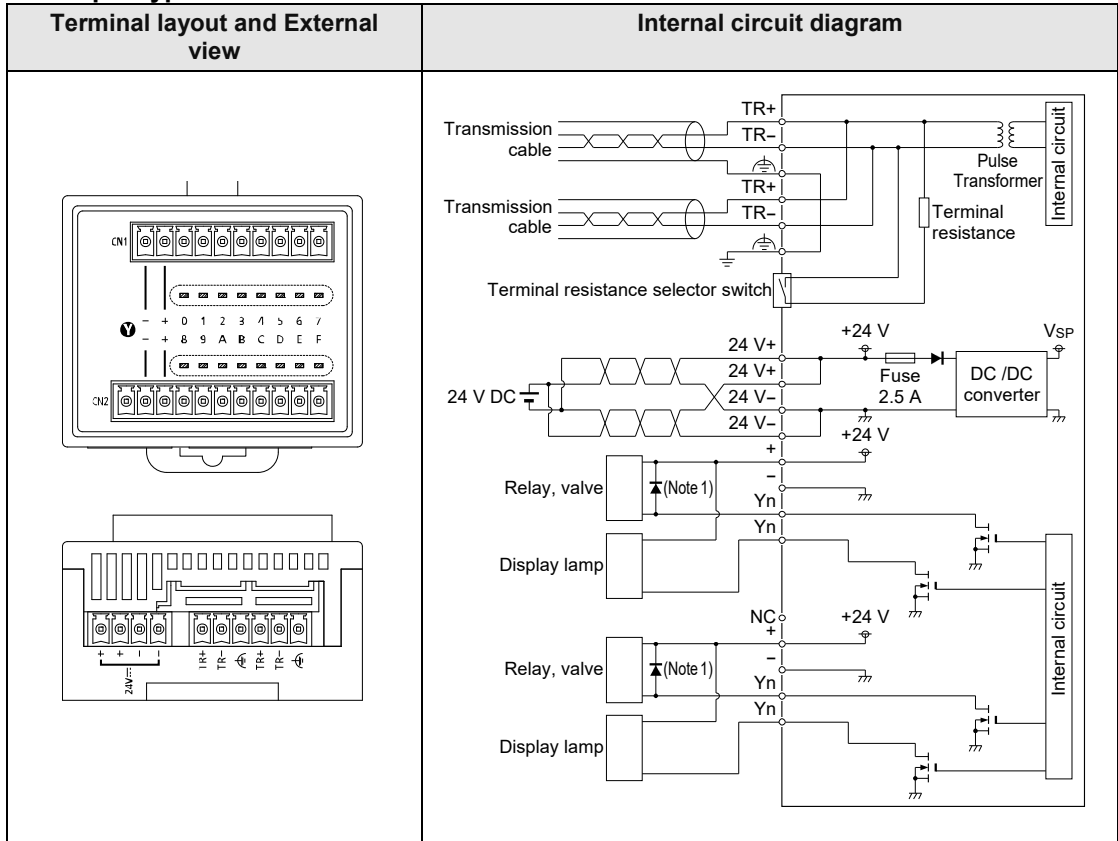 Terminal layout and External
view
Internal circuit diagram
CN1
− + 0 1 2 3 4 5 6 7
Y
− + 8 9 A B C D E F
CN2
+ + − −
24V
TR+ TR− TR+ TR−
TR+
Transmission
cable
TR−
Pulse
Transformer
Internal circuit
TR+
Transmission
cable
TR−
Terminal
resistance
Terminal resistance selector switch
+24 V
VSP
24 V+
24 V+
Fuse
2.5 A
DC /DC
converter
24 V DC
24 V−
24 V−
+24 V
+
−
Relay, valve
(Note 1)
Yn
Yn
Display lamp
NC
+
+24 V
−
Relay, valve
(Note 1)
Yn
Yn
Display lamp
Internal circuit